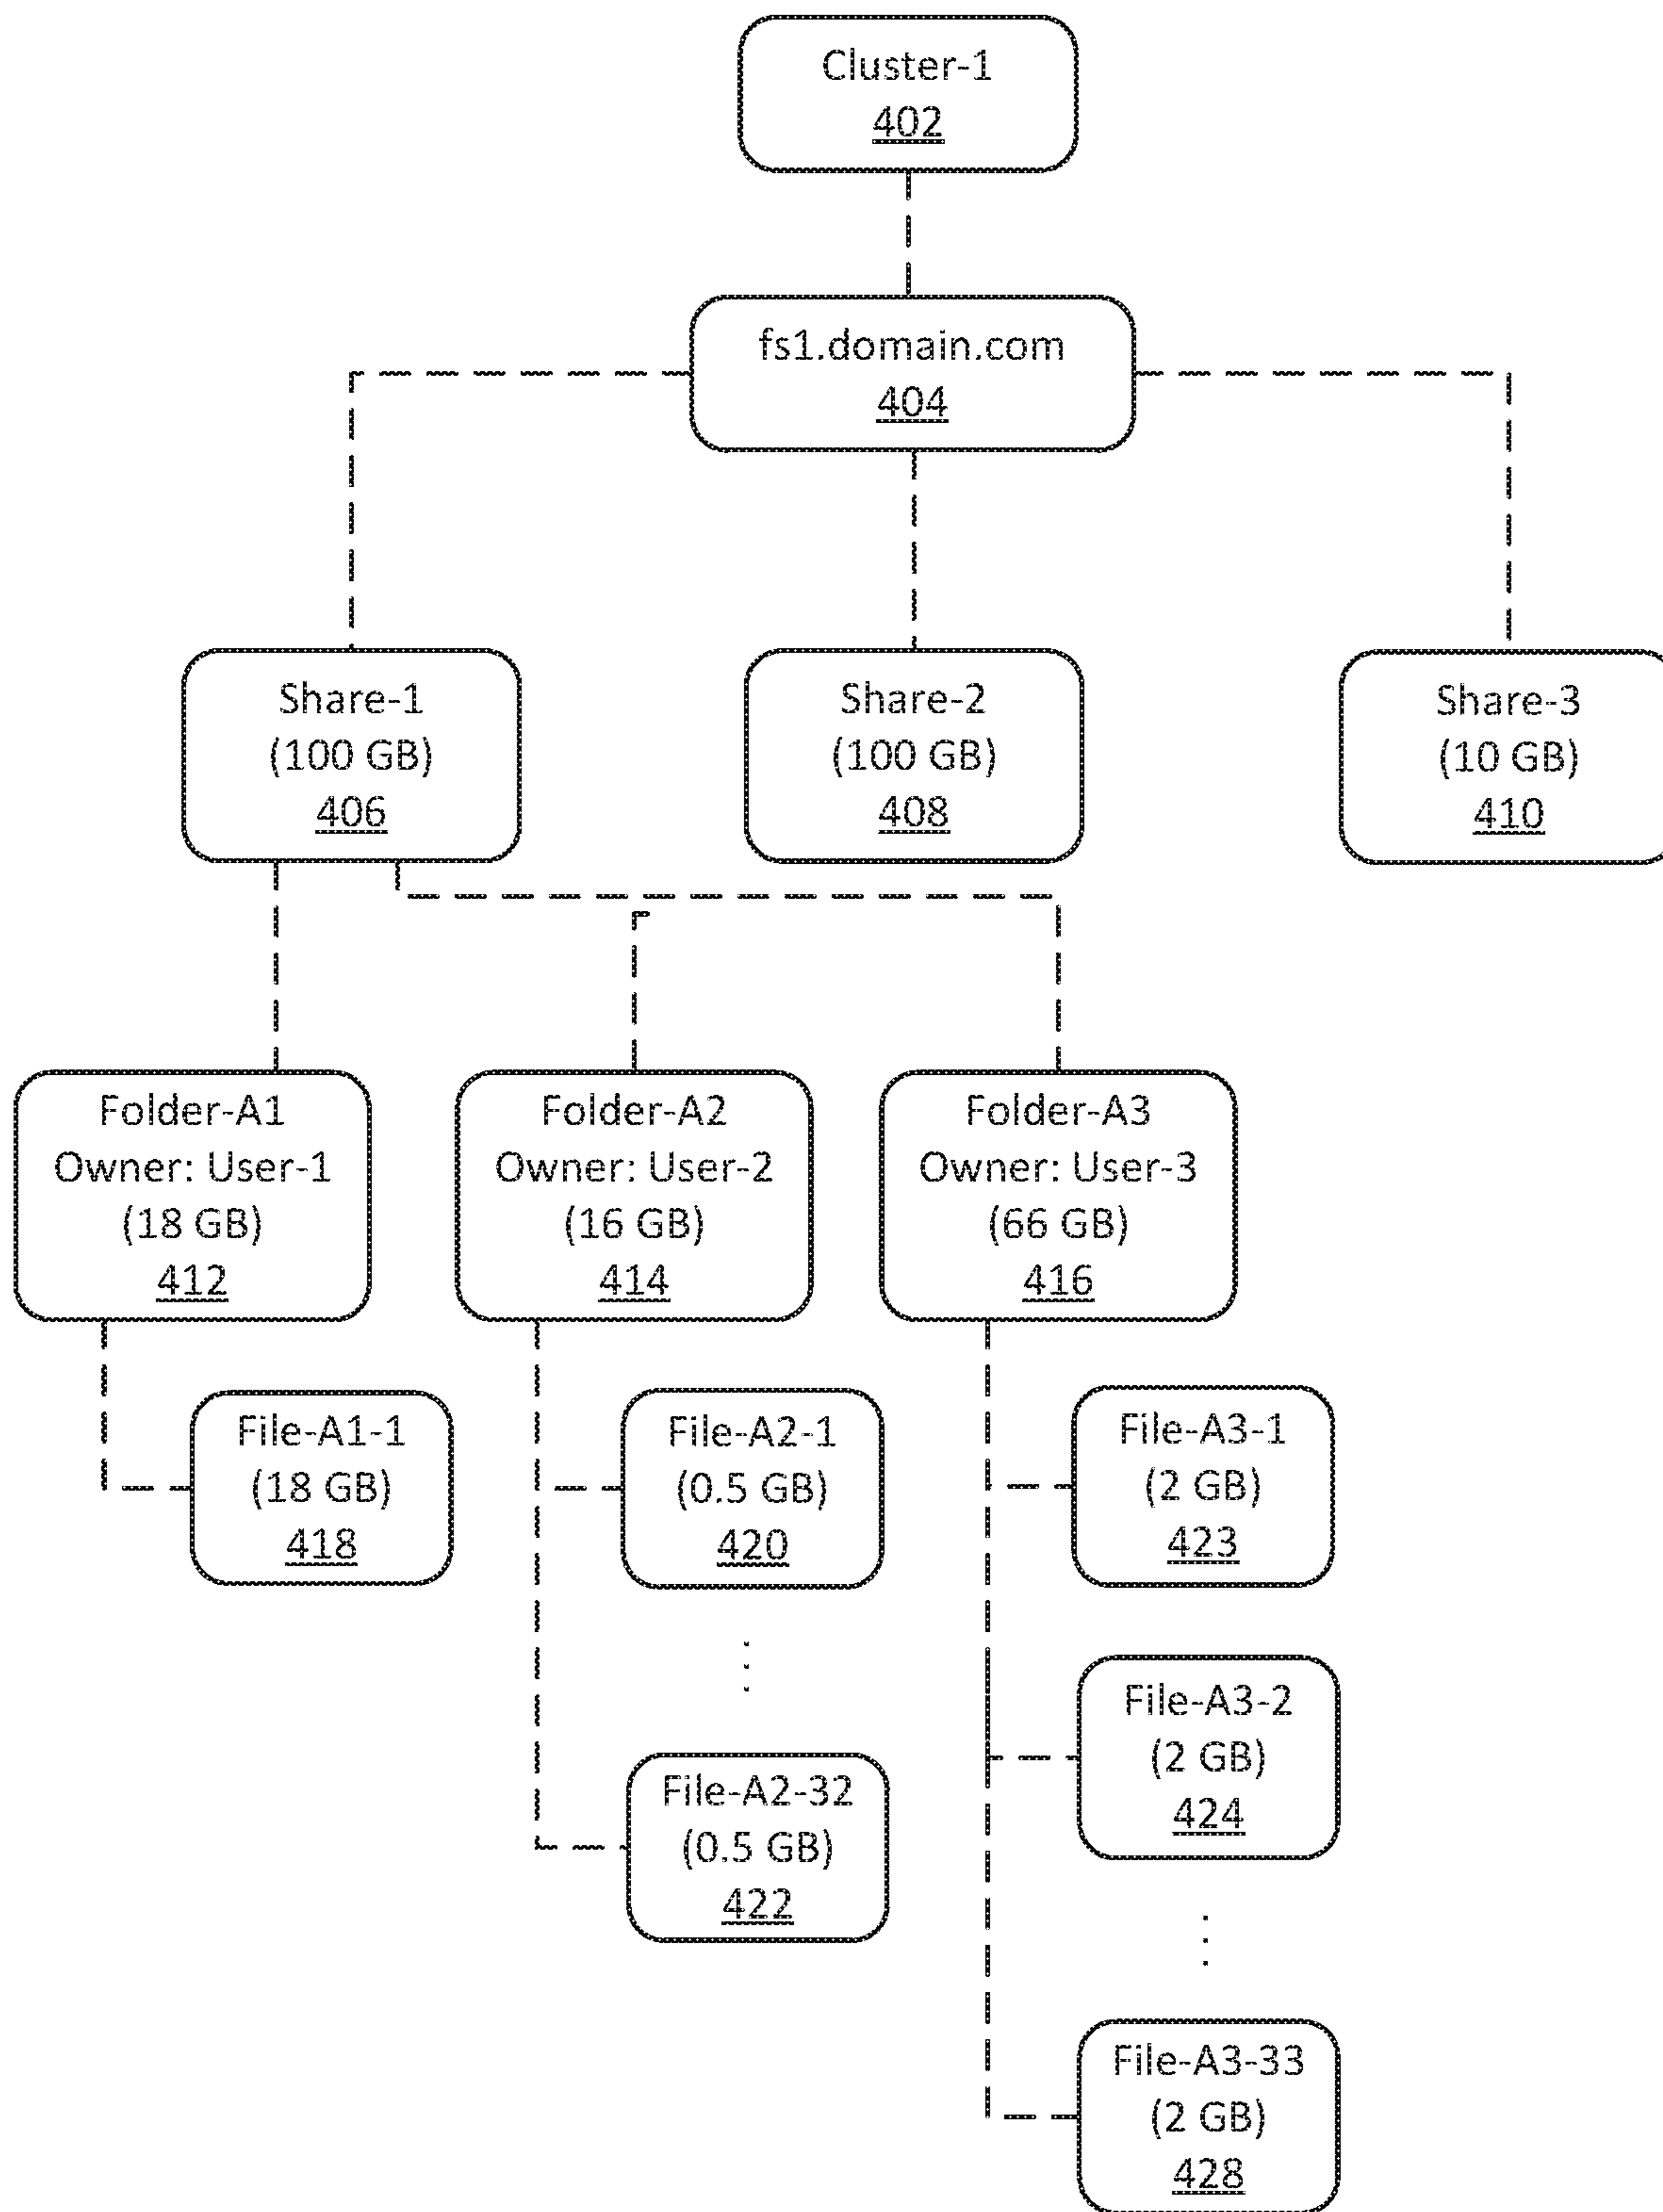 Cluster-1
402
fs1.domain.com
404
Share-1
(100 GB)
406
Share-2
(100 GB)
408
Share-3
(10 GB)
410
Folder-A1
Owner: User-1
(18 GB)
412
Folder-A2
Owner: User-2
(16 GB)
414
Folder-A3
Owner: User-3
(66 GB)
416
File-A1-1
(18 GB)
418
File-A2-1
(0.5 GB)
420
File-A3-1
(2 GB)
423
File-A3-2
(2 GB)
424
File-A2-32
(0.5 GB)
422
File-A3-33
(2 GB)
428